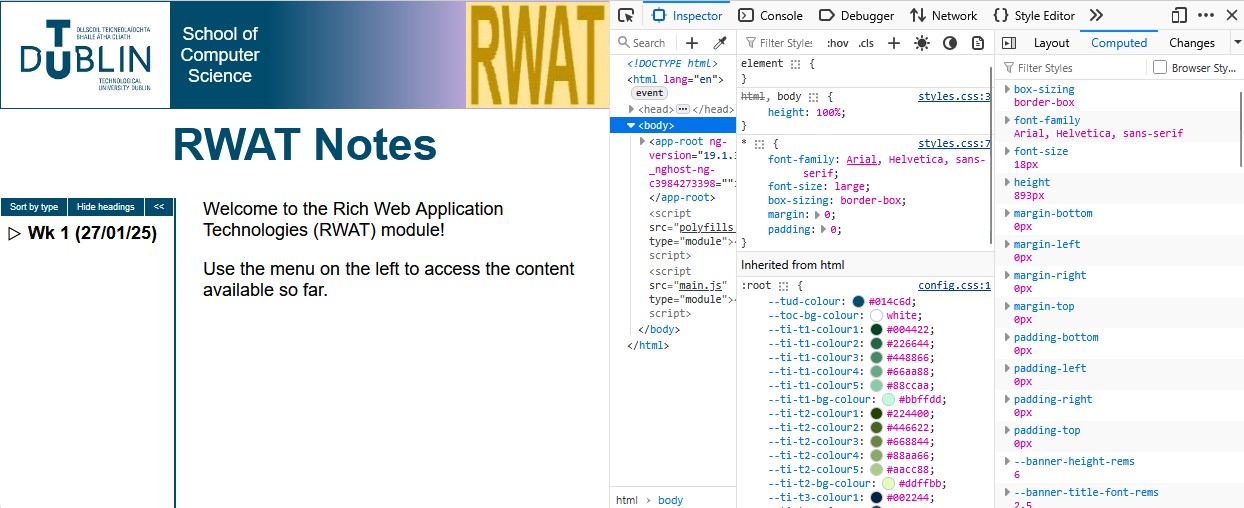 OLLSCOIL TEICNEOLAÍOCHTA
BHAILE ÁTHA CLIATH
DUBLIN
TECHNOLOGICAL
UNIVERSITY DUBLIN
School of
Computer
Science
RWAT
RWAT Notes
Sort by type
Hide headings
<<
Wk 1 (27/01/25)
Welcome to the Rich Web Application
Technologies (RWAT) module!
Use the menu on the left to access the content
available so far.
Inspector
Console
Debugger
Network
Style Editor
Search
<!DOCTYPE html>
<html lang="en">
event
<head> </head>
<body>
<app-root ng-
version="19.1.
_nghost-ng-
c3984273398=""
</app-root>
<script
src="polyfills
type="module">
script>
<script
src="main.js"
type="module">
script>
</body>
</html>
html > body
Filter Styles
:hov .cls
element {
}
html, body { styles.css:3
height: 100%;
}
* { styles.css:7
font-family: Arial, Helvetica, sans-
serif;
font-size: large;
box-sizing: border-box;
margin: 0;
padding: 0;
}
Inherited from html
:root { config.css:1
--tud-colour: #014c6d;
--toc-bg-colour: white;
--ti-t1-colour1: #004422;
--ti-t1-colour2: #226644;
--ti-t1-colour3: #448866;
--ti-t1-colour4: #66aa88;
--ti-t1-colour5: #88ccaa;
--ti-t1-bg-colour: #bbffdd;
--ti-t2-colour1: #224400;
--ti-t2-colour2: #446622;
--ti-t2-colour3: #668844;
--ti-t2-colour4: #88aa66;
--ti-t2-colour5: #aacc88;
--ti-t2-bg-colour: #ddffbb;
--ti-t3-colour1: #002244;
Layout
Computed
Changes
Filter Styles
Browser Sty...
box-sizing
border-box
font-family
Arial, Helvetica, sans-serif
font-size
18px
height
893px
margin-bottom
0px
margin-left
0px
margin-right
0px
margin-top
0px
padding-bottom
0px
padding-left
0px
padding-right
0px
padding-top
0px
--banner-height-rems
6
--banner-title-font-rems
2.5